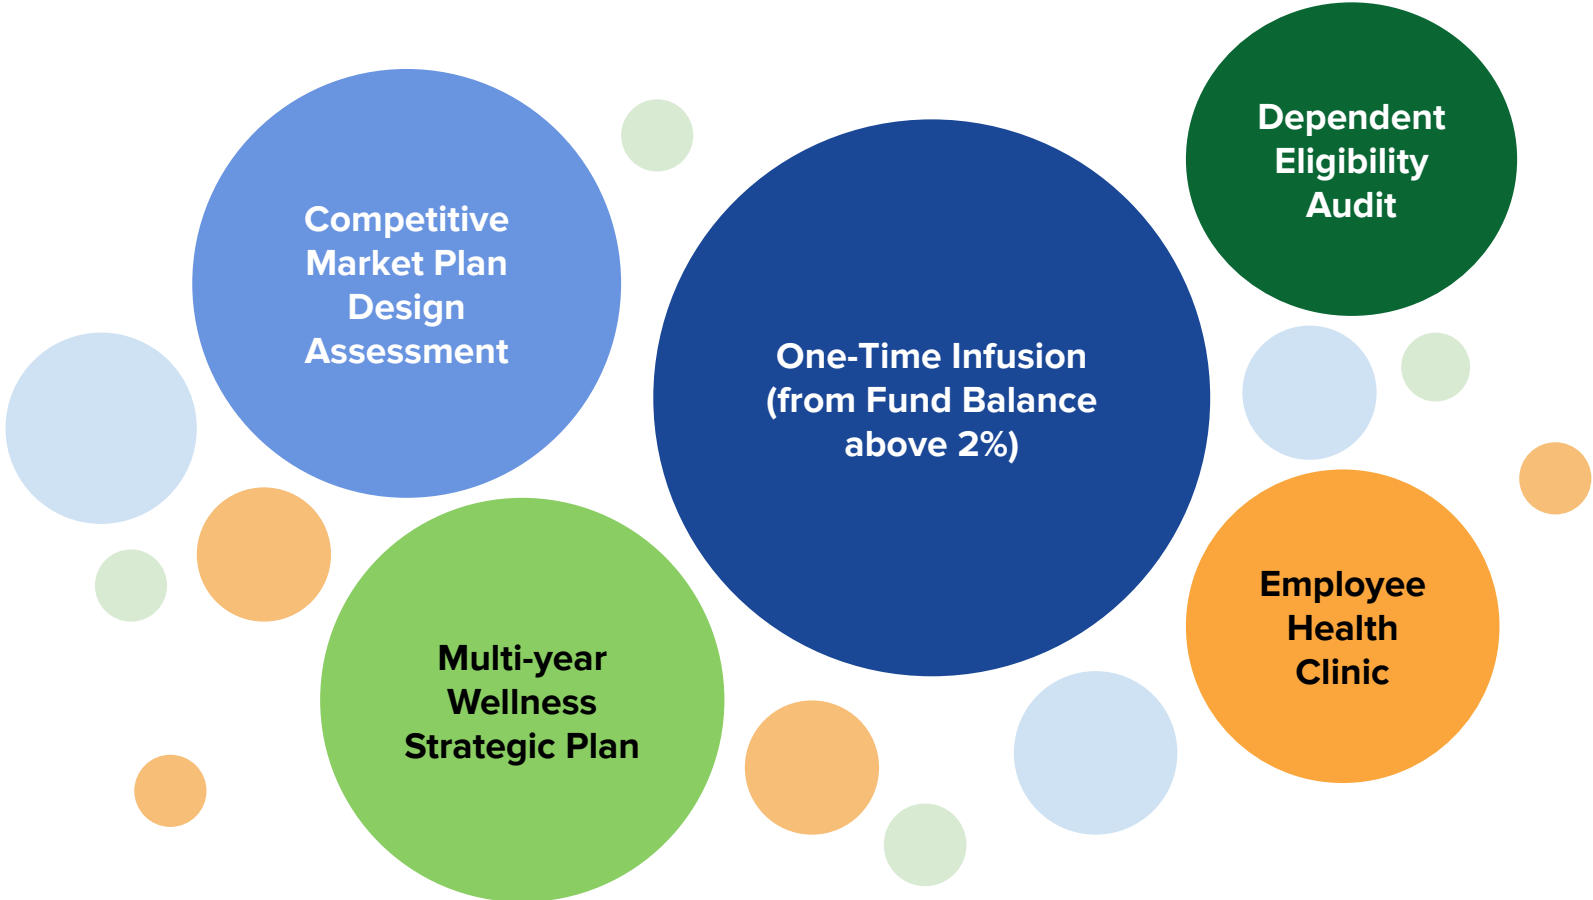 Competitive
Market Plan
Design
Assessment
One-Time Infusion
(from Fund Balance
above 2%)
Dependent
Eligibility
Audit
Multi-year
Wellness
Strategic Plan
Employee
Health
Clinic